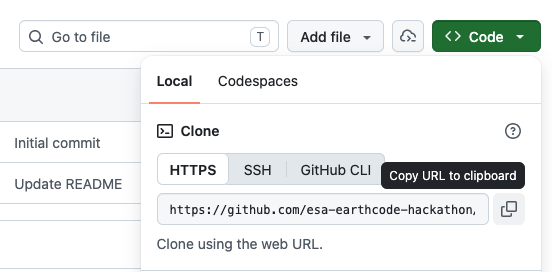 Go to file
T
Add file
<> Code
Local
Codespaces
Initial commit
Clone
?
Update README
HTTPS
SSH
GitHub CLI
Copy URL to clipboard
https://github.com/esa-earthcode-hackathon/
Clone using the web URL.